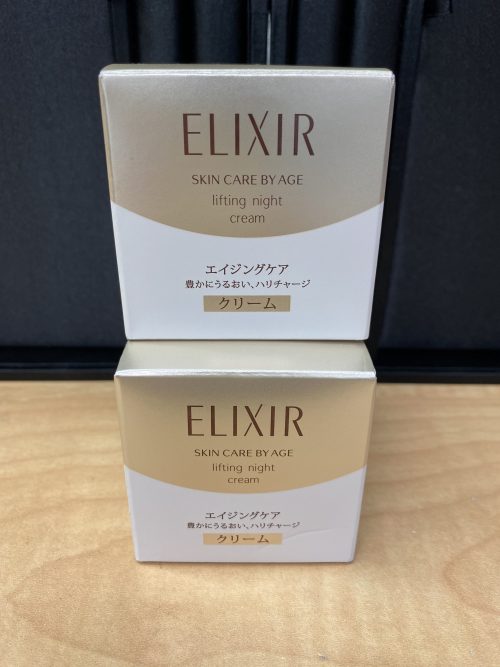 ELIXIR
SKIN CARE BY AGE
lifting night
cream
エイジングケア
豊かにうるおい、ハリチャージ
クリーム
ELIXIR
SKIN CARE BY AGE
lifting night
cream
エイジングケア
豊かにうるおい、ハリチャージ
クリーム